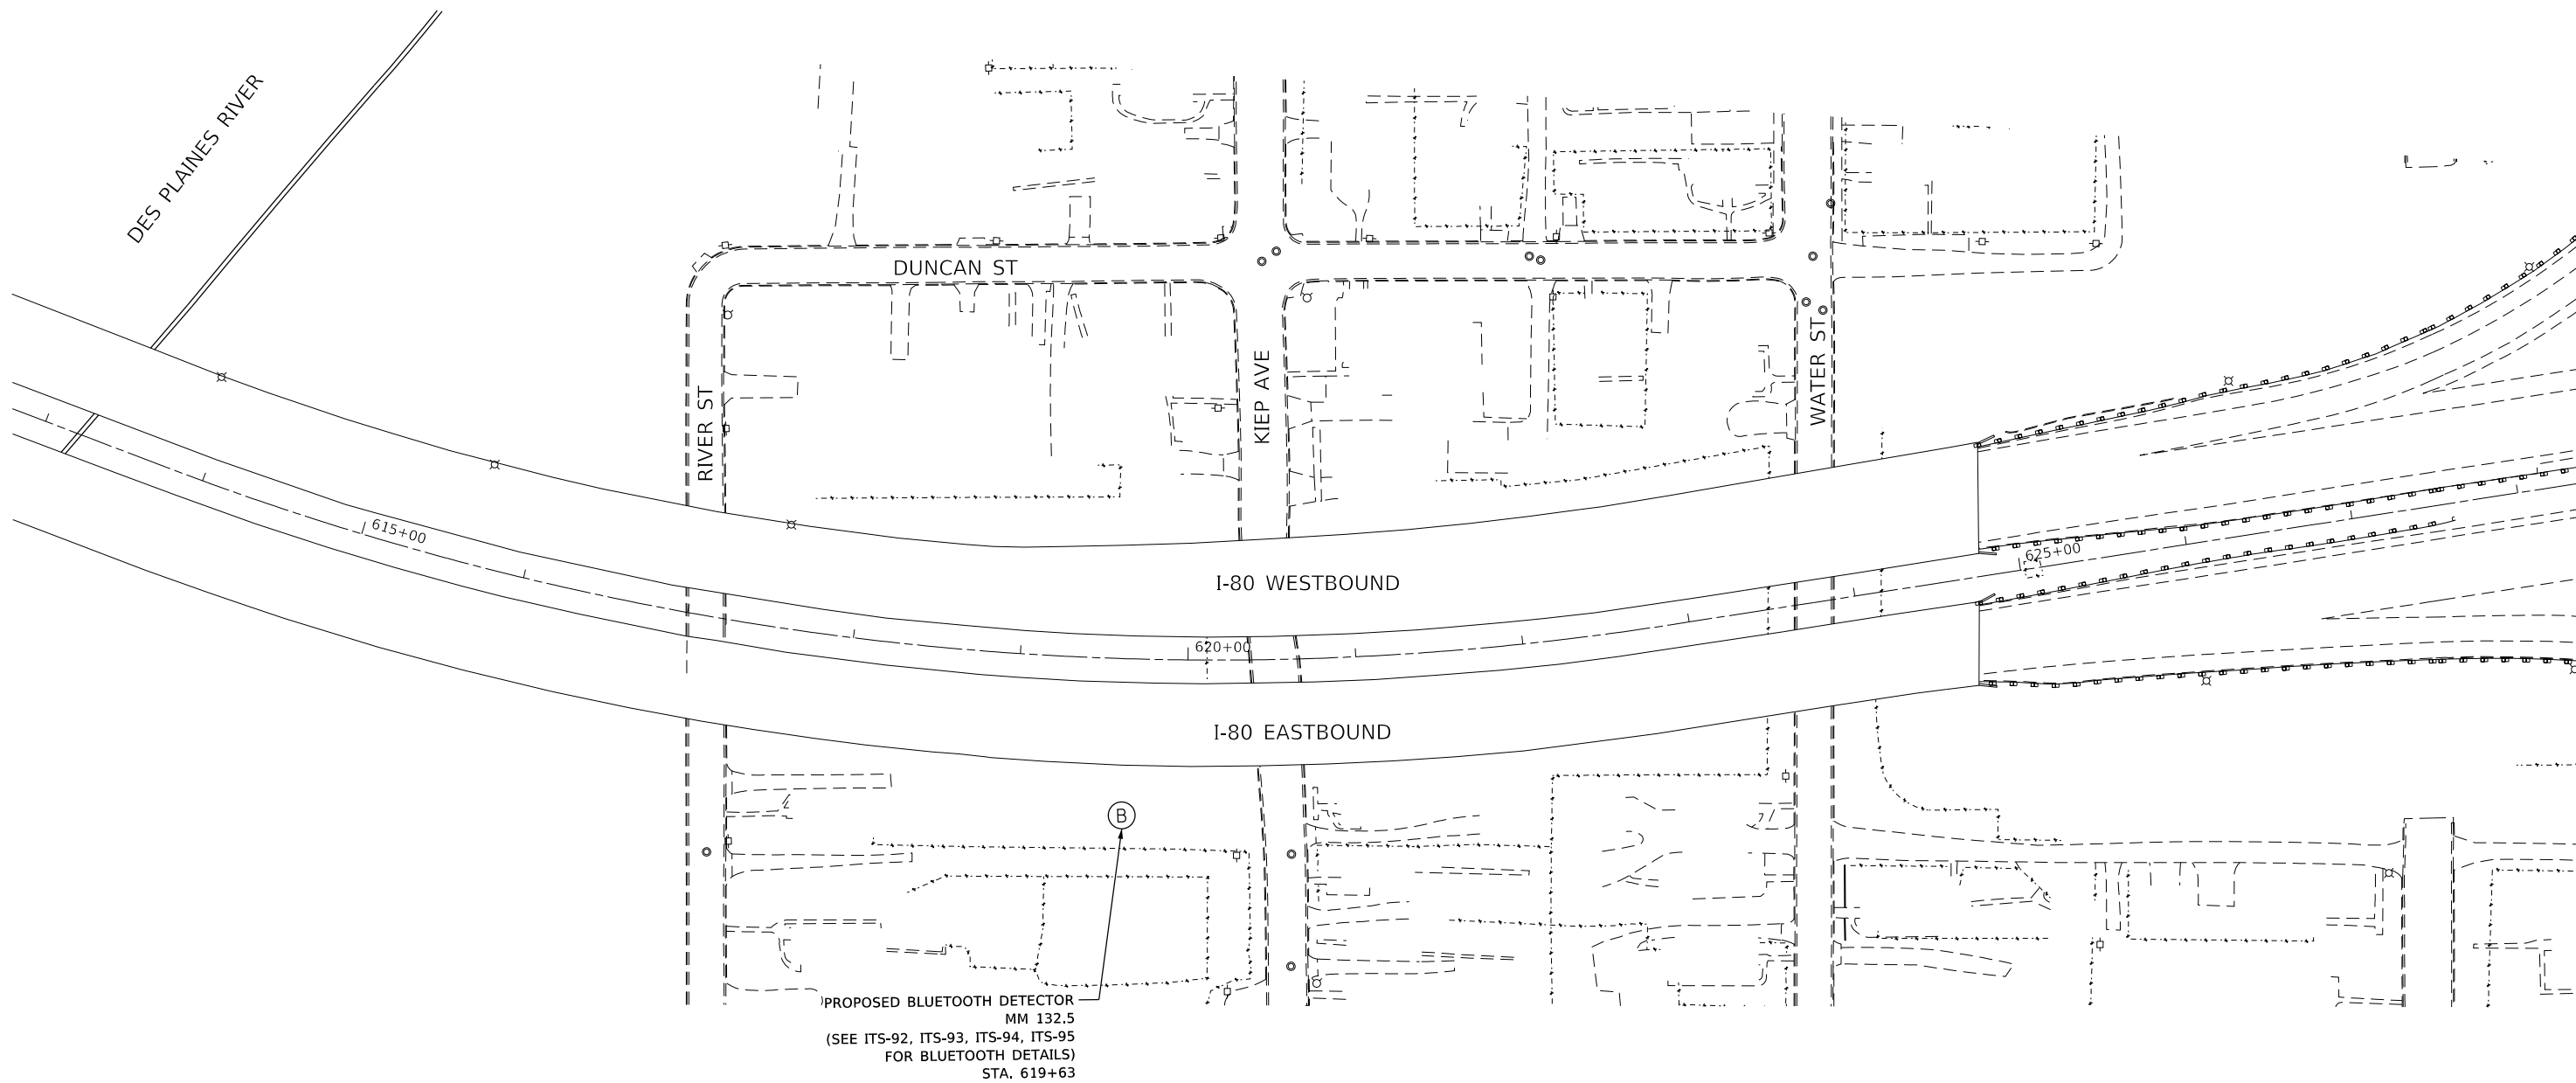 DES PLAINES RIVER
DUNCAN ST
RIVER ST
KIEP AVE
WATER ST
615+00
625+00
I-80 WESTBOUND
620+00
I-80 EASTBOUND
B
PROPOSED BLUETOOTH DETECTOR
MM 132.5
(SEE ITS-92, ITS-93, ITS-94, ITS-95
FOR BLUETOOTH DETAILS)
STA. 619+63